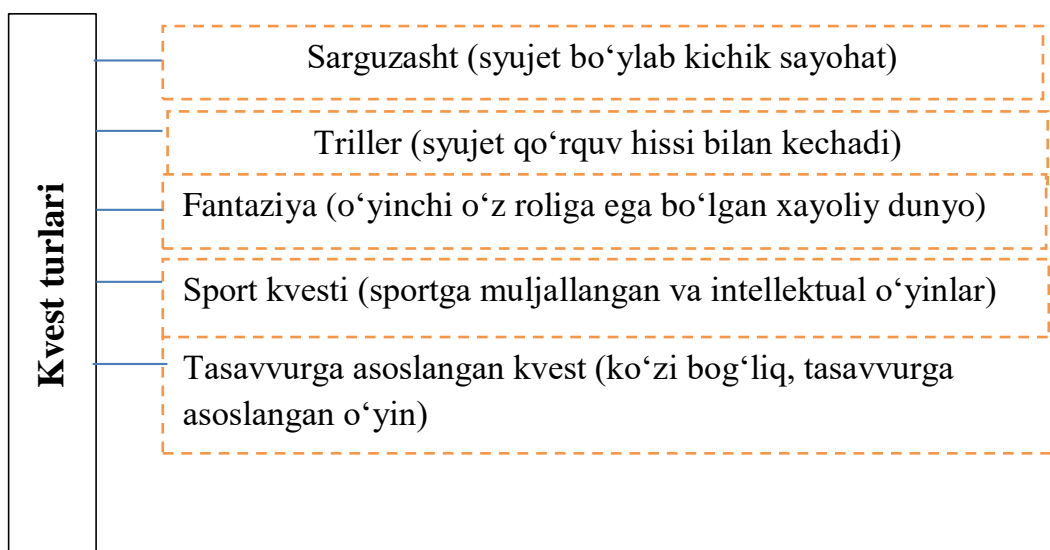 Kvest turlari
Sarguzasht (syujet bo‘ylab kichik sayohat)
Triller (syujet qo‘rquv hissi bilan kechadi)
Fantaziya (o‘yinchi o‘z roliga ega bo‘lgan xayoliy dunyo)
Sport kvesti (sportga muljallangan va intellektual o‘yinlar)
Tasavvurga asoslangan kvest (ko‘zi bog‘liq, tasavvurga
asoslangan o‘yin)